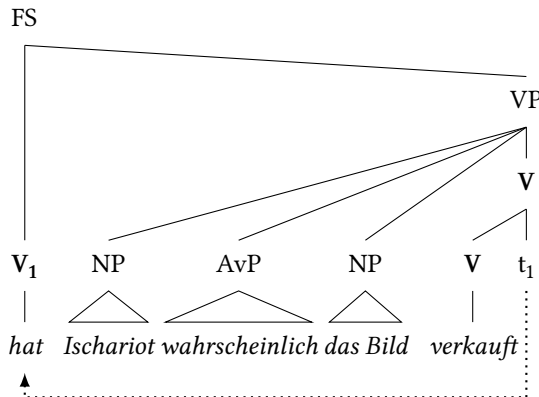 FS
VP
V
V₁ NP AvP NP V t₁
hat Ischariot wahrscheinlich das Bild verkauft